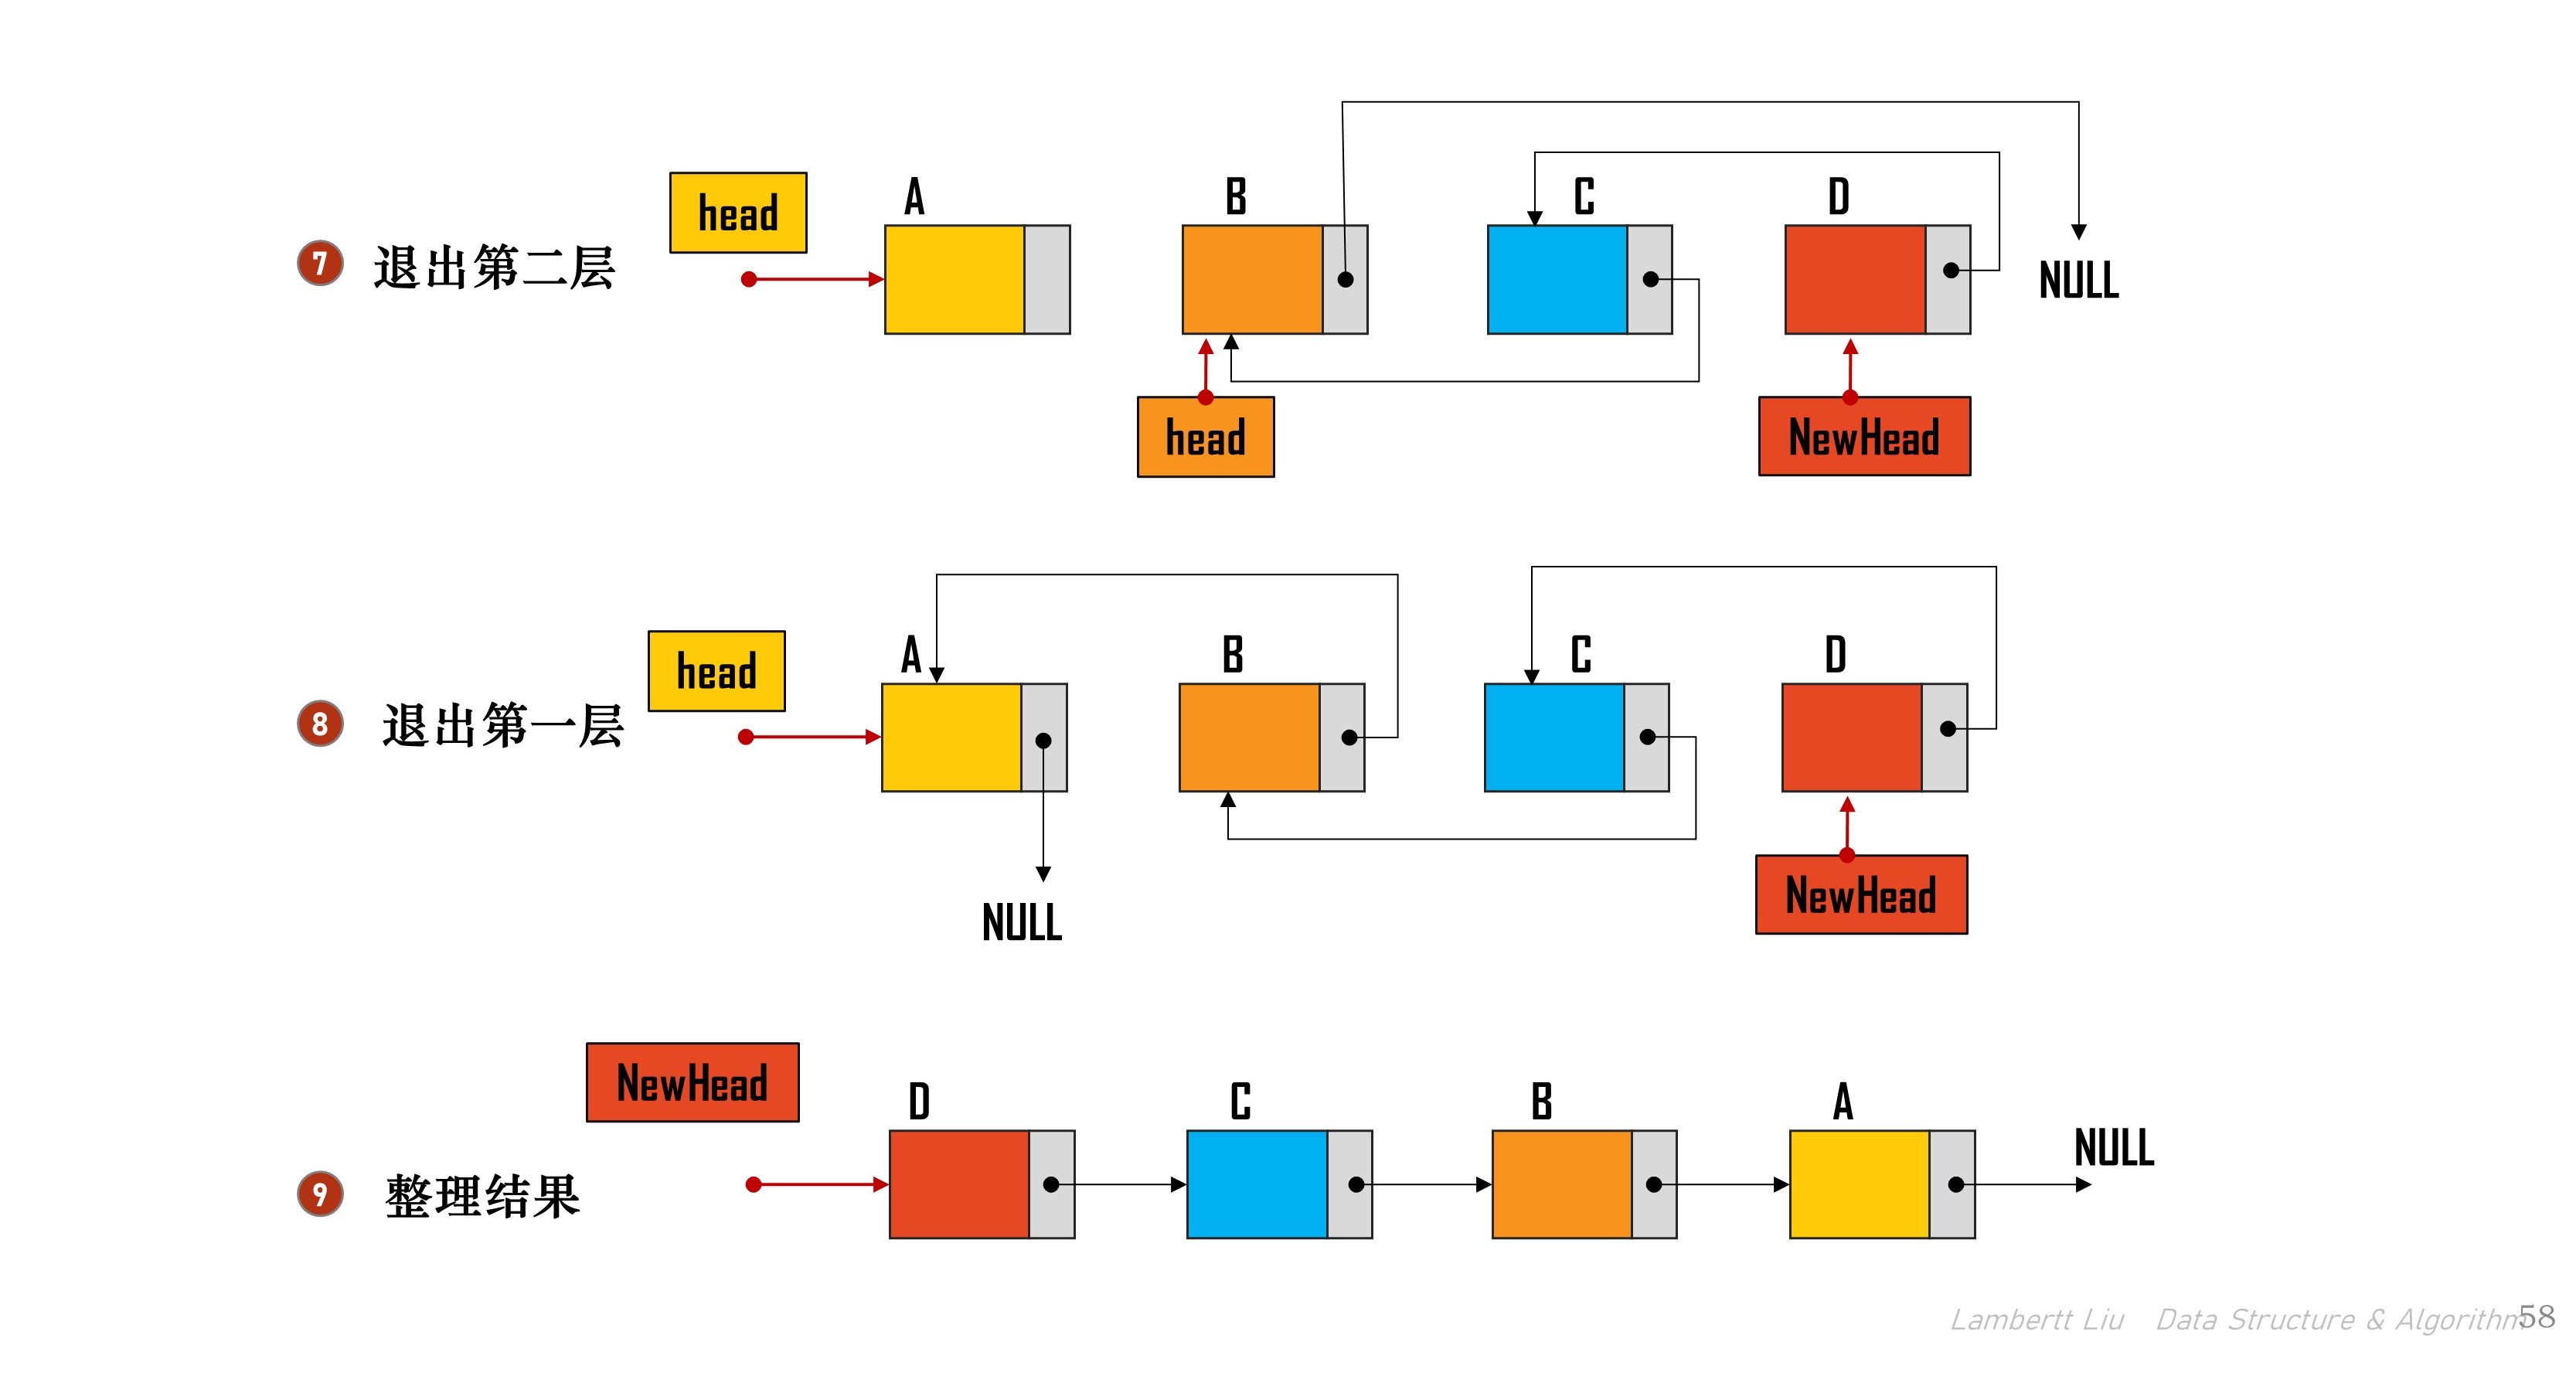 head
A
B
C
D
7 退出第二层
NULL
head
NewHead
head
A
B
C
D
8 退出第一层
NULL
NewHead
NewHead
D
C
B
A
NULL
9 整理结果
Lambertt Liu Data Structure & Algorithm 58